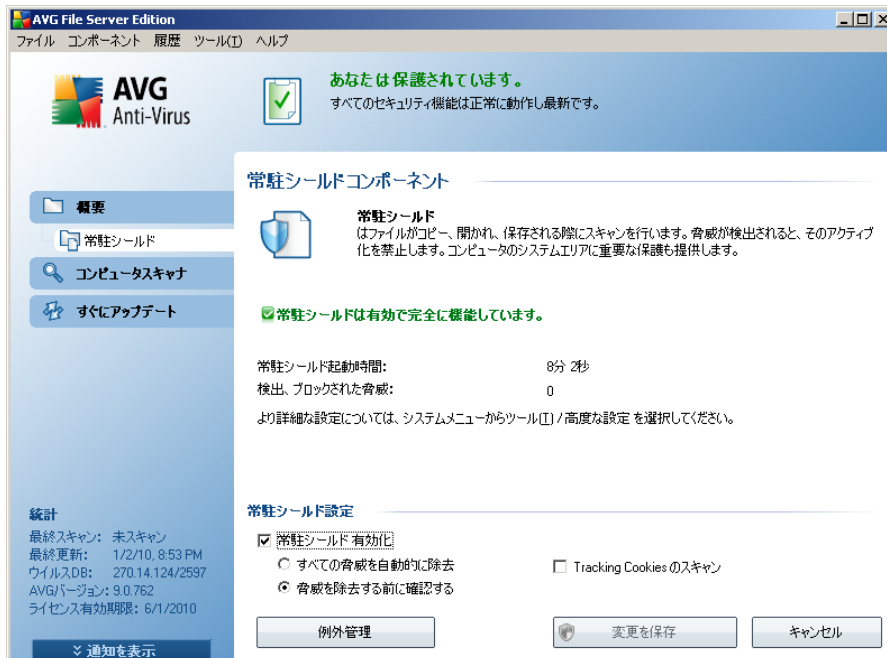 AVG File Server Edition
ファイル コンポーネント 履歴 ツール(T) ヘルプ
AVG
Anti-Virus
あなたは保護されています。
すべてのセキュリティ機能は正常に動作し最新です。
概要
常駐シールド
コンピュータスキャナ
すぐにアップデート
常駐シールドコンポーネント
常駐シールド
はファイルがコピー、開かれ、保存される際にスキャンを行います。脅威が検出されると、そのアクティブ
化を禁止します。コンピュータのシステムエリアに重要な保護も提供します。
常駐シールドは有効で完全に機能しています。
常駐シールド起動時間: 8分 2秒
検出、ブロックされた脅威: 0
より詳細な設定については、システムメニューからツール(T) / 高度な設定 を選択してください。
統計
最終スキャン: 未スキャン
最終更新: 1/2/10, 8:53 PM
ウイルスDB: 270.14.124/2597
AVGバージョン: 9.0.762
ライセンス有効期限: 6/1/2010
通知を表示
常駐シールド設定
常駐シールド 有効化
すべての脅威を自動的に除去
脅威を除去する前に確認する
Tracking Cookies のスキャン
例外管理
変更を保存
キャンセル